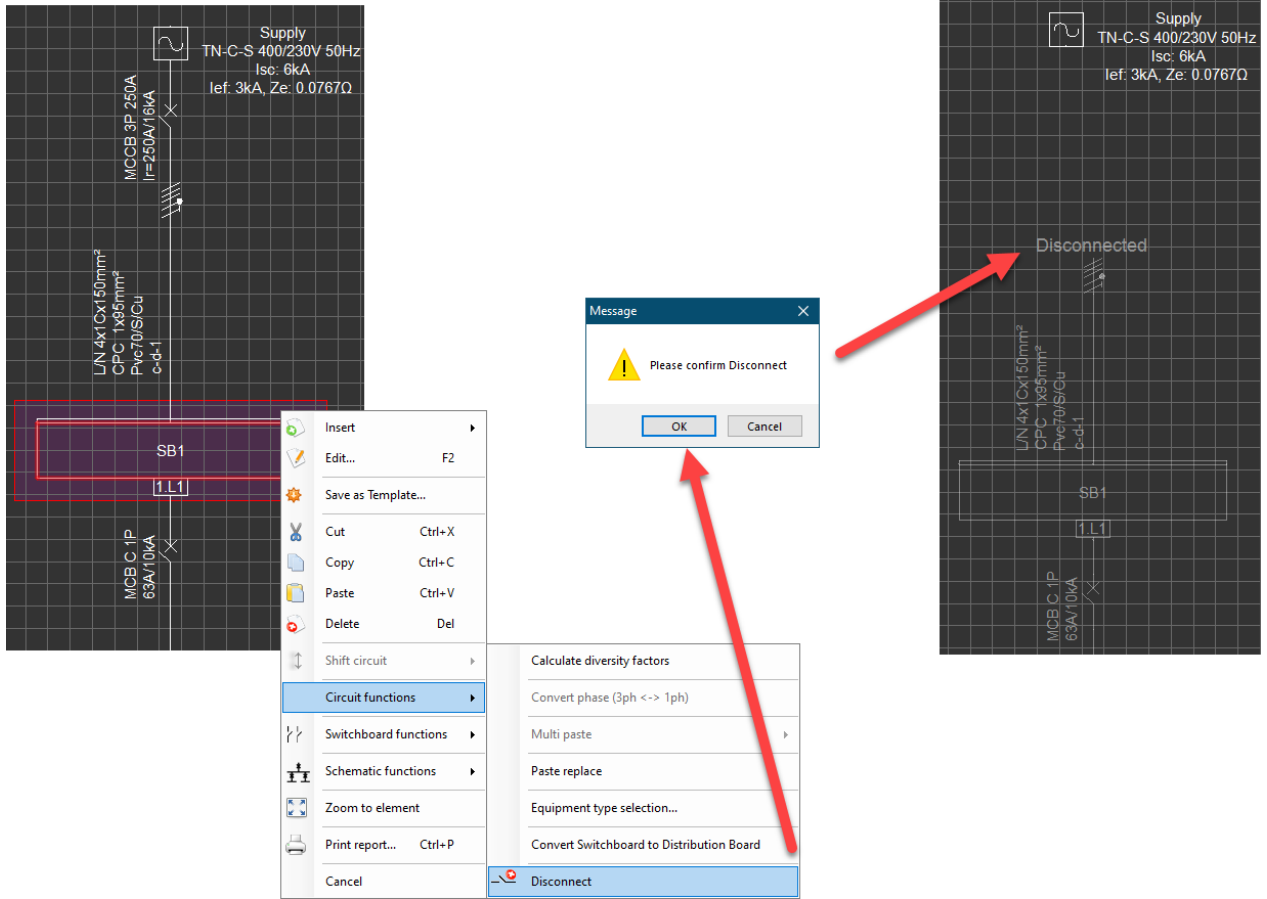 Supply
TN-C-S 400/230V 50Hz
Isc: 6kA
Ief: 3kA, Ze: 0.0767Ω
MCCB 3P 250A
Ir=250A/16kA
L/N 4x1Cx150mm²
CPC 1x95mm²
Pvc70/S/Cu
c-d-1
SB1
1.L1
MCB C 1P
63A/10kA
Insert
Edit... F2
Save as Template...
Cut Ctrl+X
Copy Ctrl+C
Paste Ctrl+V
Delete Del
Shift circuit
Circuit functions
Switchboard functions
Schematic functions
Zoom to element
Print report... Ctrl+P
Cancel
Calculate diversity factors
Convert phase (3ph <-> 1ph)
Multi paste
Paste replace
Equipment type selection...
Convert Switchboard to Distribution Board
Disconnect
Message
Please confirm Disconnect
OK Cancel
Supply
TN-C-S 400/230V 50Hz
Isc: 6kA
Ief: 3kA, Ze: 0.0767Ω
Disconnected
L/N 4x1Cx150mm²
CPC 1x95mm²
Pvc70/S/Cu
c-d-1
SB1
1.L1
MCB C 1P
63A/10kA